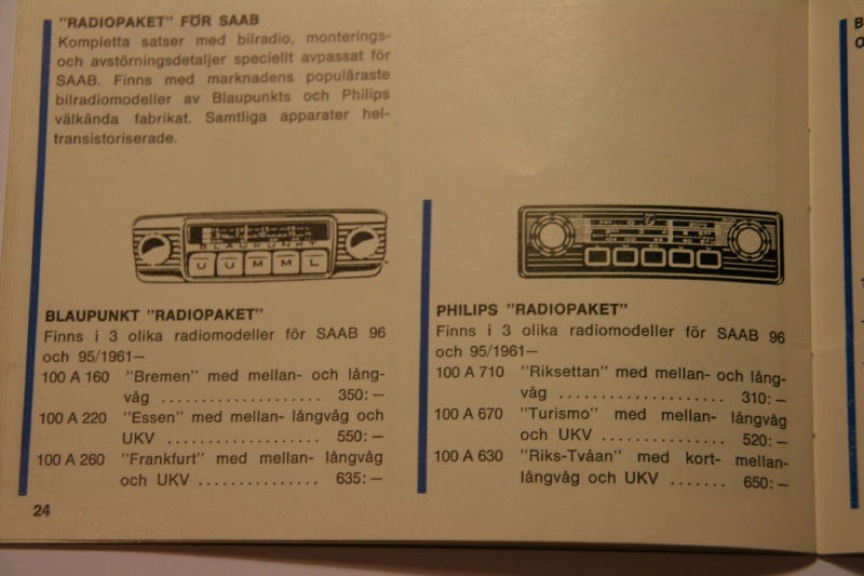 "RADIOPAKET" FÖR SAAB
Kompletta satser med bilradio, monterings-
och avstörningsdetaljer speciellt avpassat för
SAAB. Finns med marknadens populäraste
bilradiomodeller av Blaupunkts och Philips
välkända fabrikat. Samtliga apparater hel-
transistoriserade.
BLAUPUNKT
U U M M L
BLAUPUNKT "RADIOPAKET"
Finns i 3 olika radiomodeller för SAAB 96
och 95/1961—
100 A 160 "Bremen" med mellan- och lång-
våg .................... 350: —
100 A 220 "Essen" med mellan- långvåg och
UKV .................. 550: —
100 A 260 "Frankfurt" med mellan- långvåg
och UKV .............. 635: —
24
PHILIPS "RADIOPAKET"
Finns i 3 olika radiomodeller för SAAB 96
och 95/1961—
100 A 710 "Riksettan" med mellan- och lång-
våg .................... 310: —
100 A 670 "Turismo" med mellan- långvåg
och UKV .............. 520: —
100 A 630 "Riks-Tvåan" med kort- mellan-
långvåg och UKV ....... 650: —